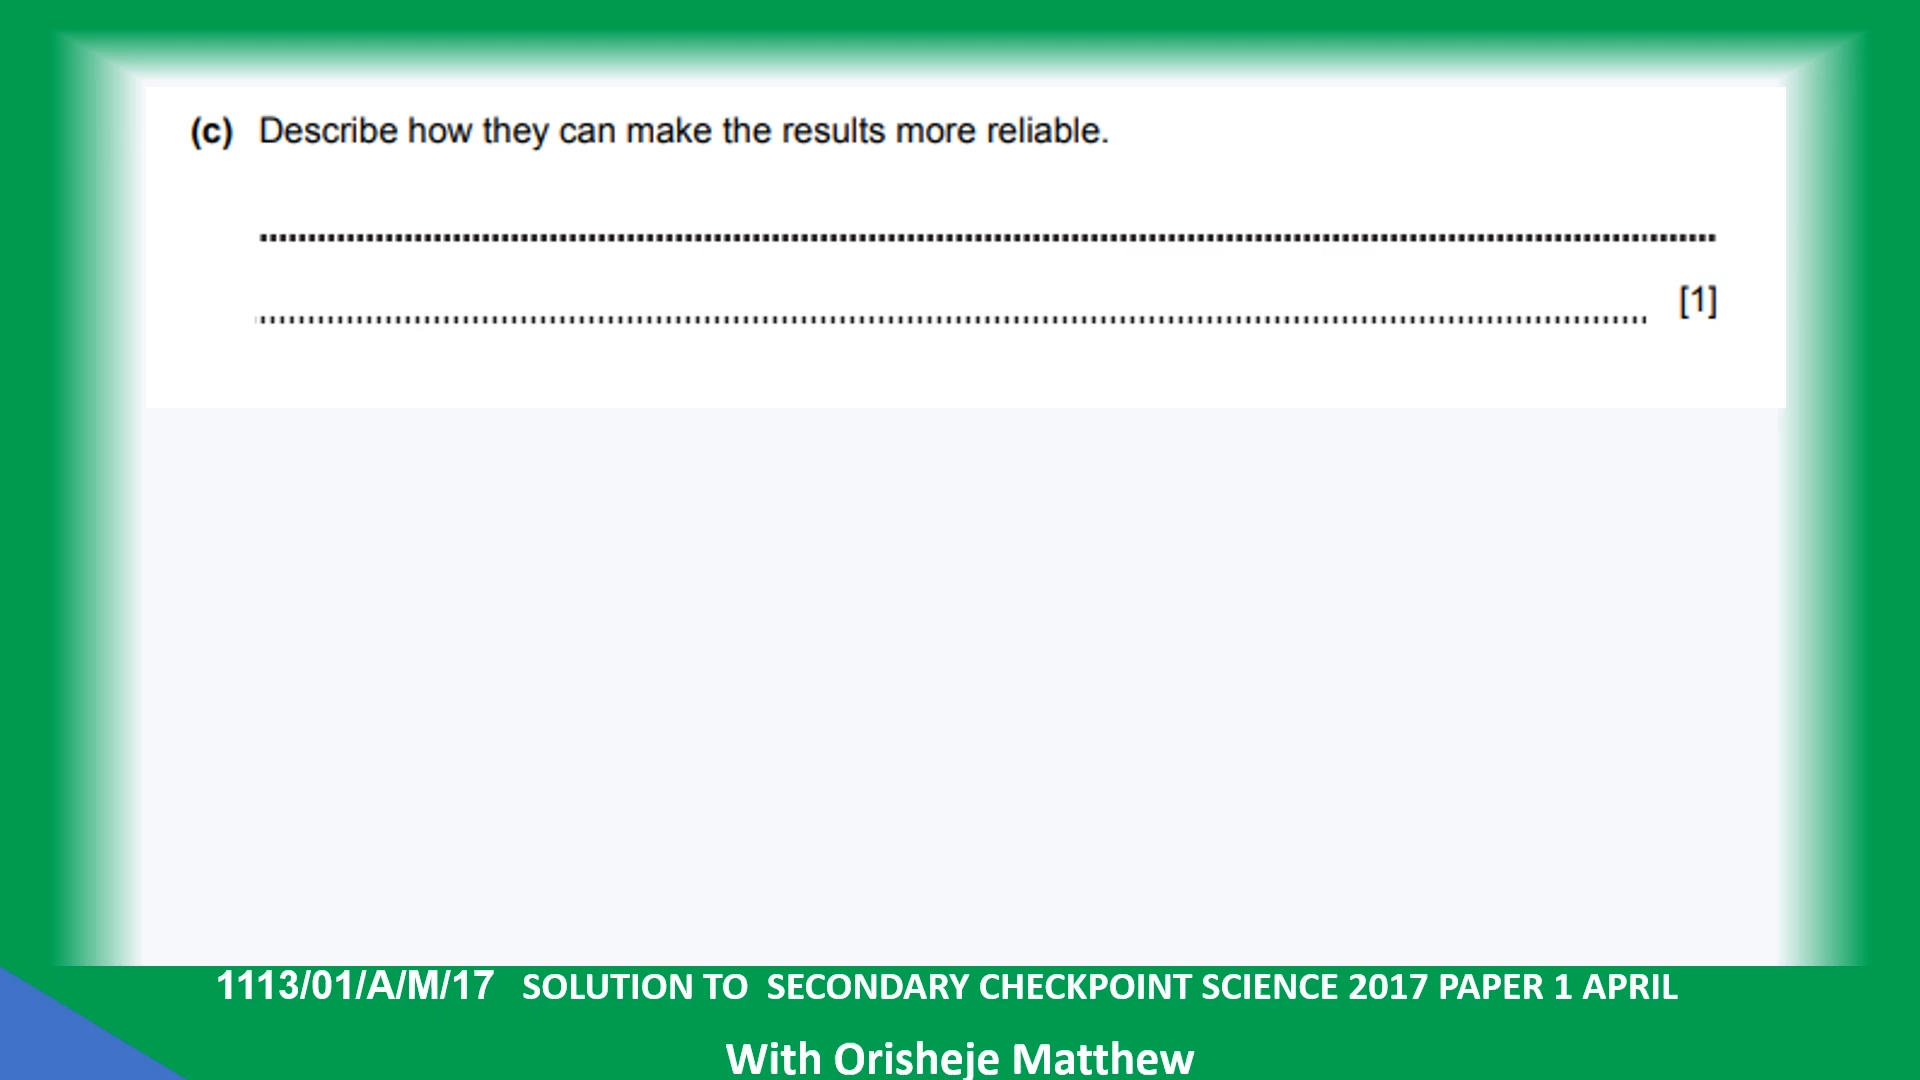 (c) Describe how they can make the results more reliable.
[1]
1113/01/A/M/17 SOLUTION TO SECONDARY CHECKPOINT SCIENCE 2017 PAPER 1 APRIL
With Orisheje Matthew